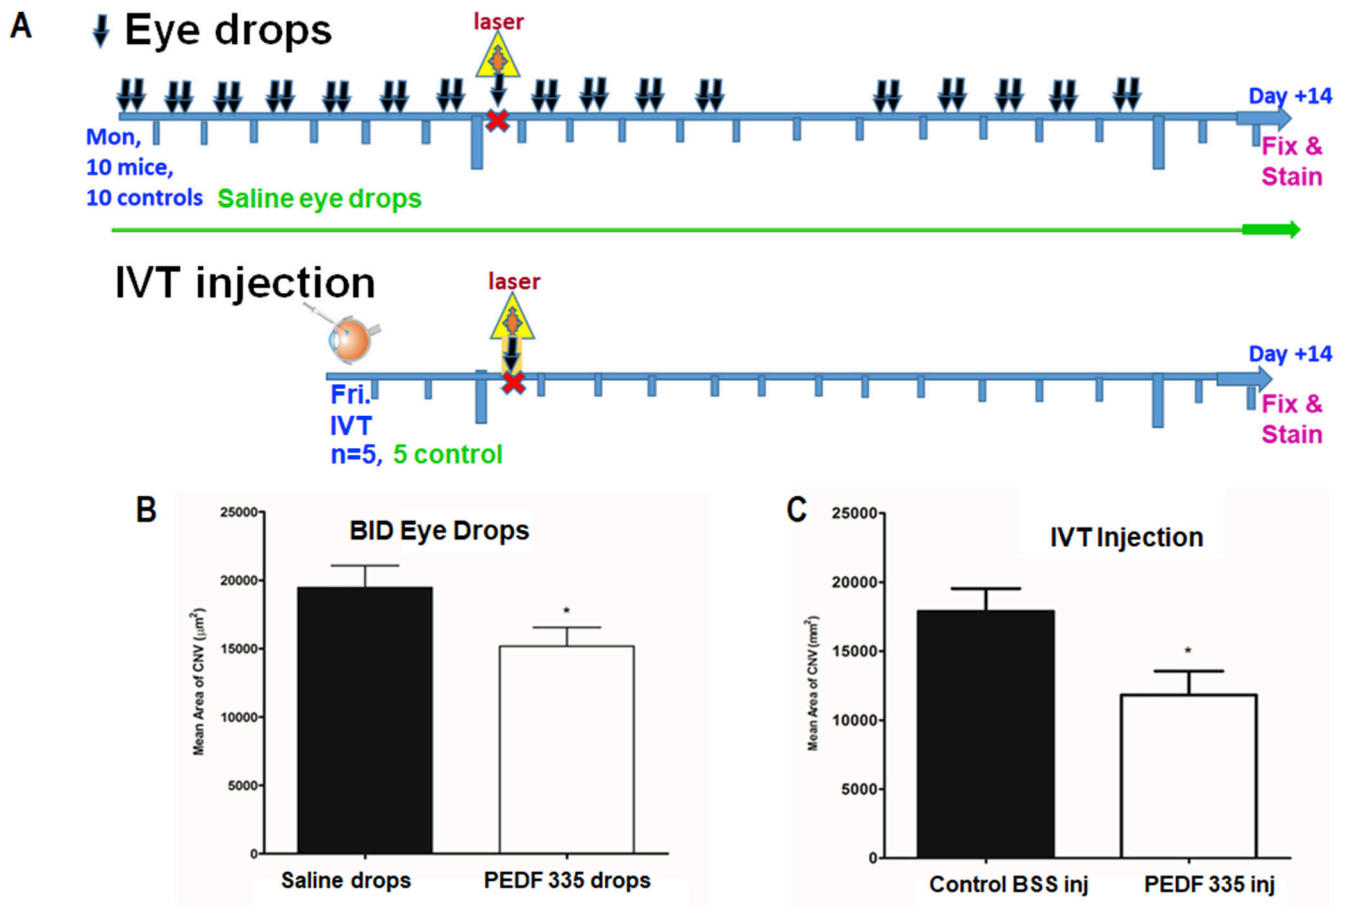 A
Eye drops
laser
Day +14
Mon,
10 mice,
10 controls
Saline eye drops
Fix &
Stain
IVT injection
laser
Day +14
Fri.
IVT
n=5, 5 control
Fix &
Stain
B
BID Eye Drops
Mean Area of CNV (μm²)
25000
20000
15000
10000
5000
0
*
Saline drops
PEDF 335 drops
C
IVT Injection
Mean Area of CNV (mm²)
25000
20000
15000
10000
5000
0
*
Control BSS inj
PEDF 335 inj